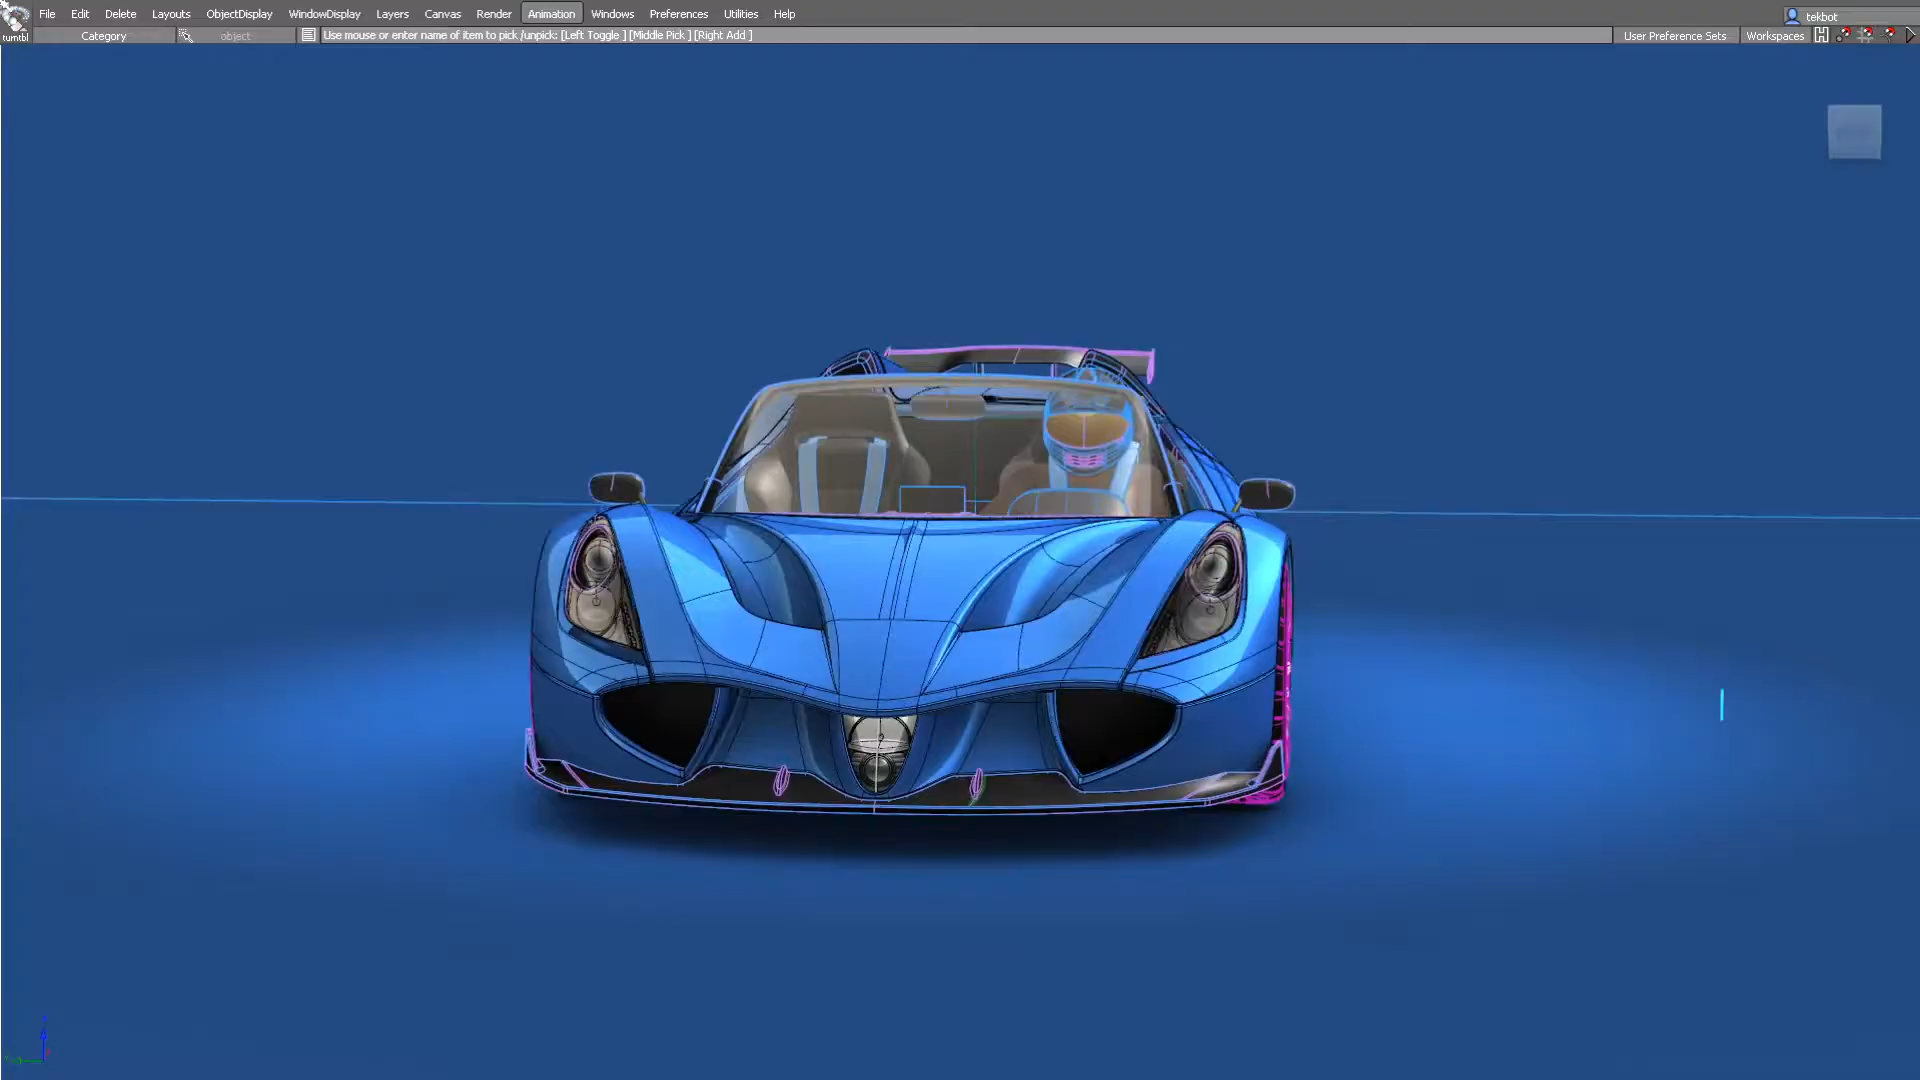 File Edit Delete Layouts ObjectDisplay WindowDisplay Layers Canvas Render Animation Windows Preferences Utilities Help
tekbot
tumtbl Category object Use mouse or enter name of item to pick /unpick: [Left Toggle ] [Middle Pick ] [Right Add ] User Preference Sets Workspaces H